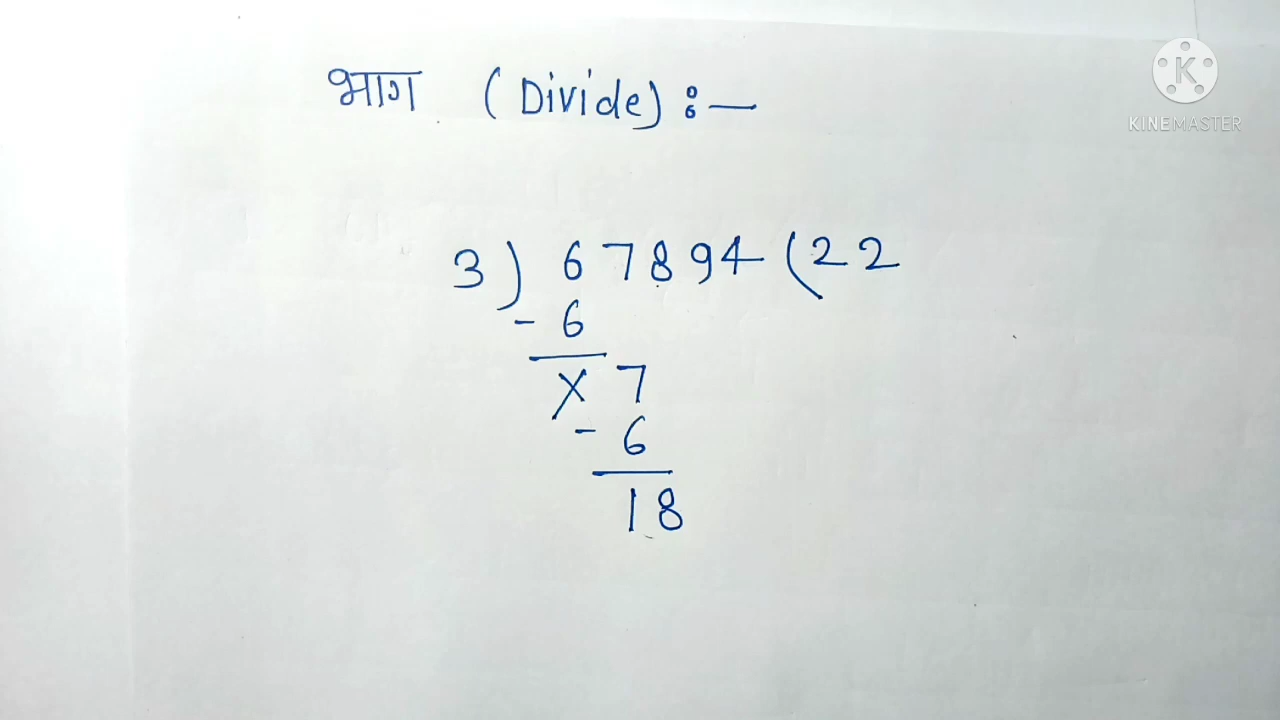 भाग (Divide) :—
3) 67894 (22
- 6
x 7
- 6
18
K
KINEMASTER